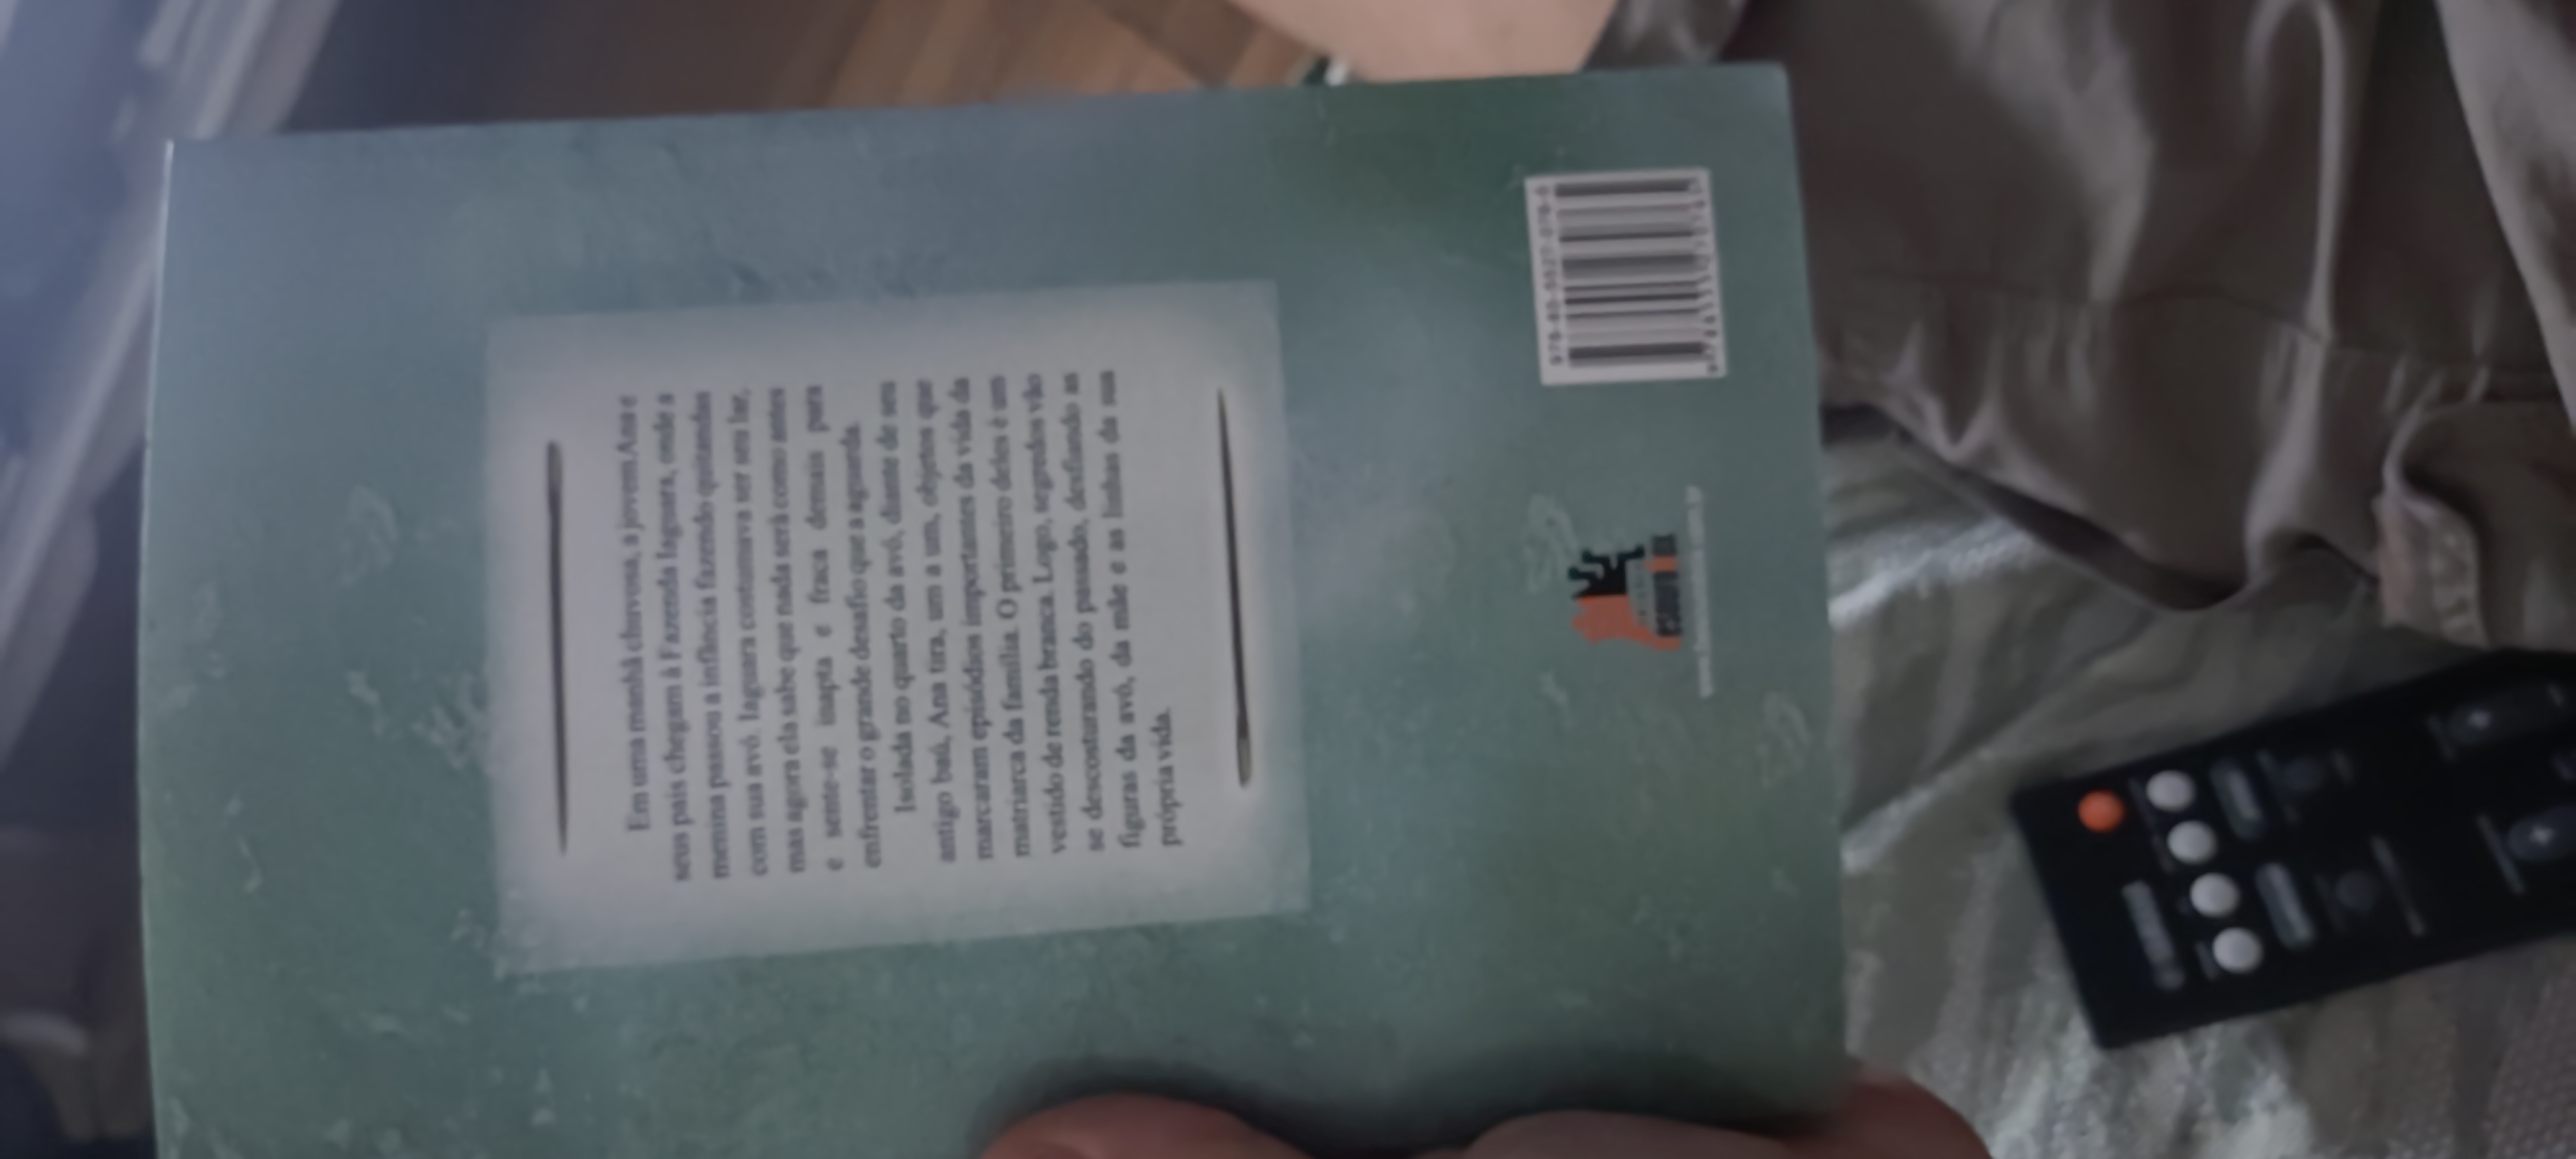 Em uma manhã chuvosa, a jovem Ana e
seus pais chegam à Fazenda Iaguara, onde a
menina passou a infância fazendo quitandas
com sua avó. Iaguara costumava ser seu lar,
mas agora ela sabe que nada será como antes
e sente-se inapta e fraca demais para
enfrentar o grande desafio que a aguarda.
Isolada no quarto da avó, diante de seu
antigo baú, Ana tira, um a um, objetos que
marcaram episódios importantes da vida da
matriarca da família. O primeiro deles é um
vestido de renda branca. Logo, segredos vão
se descosturando do passado, desfiando as
figuras da avó, da mãe e as linhas da sua
própria vida.